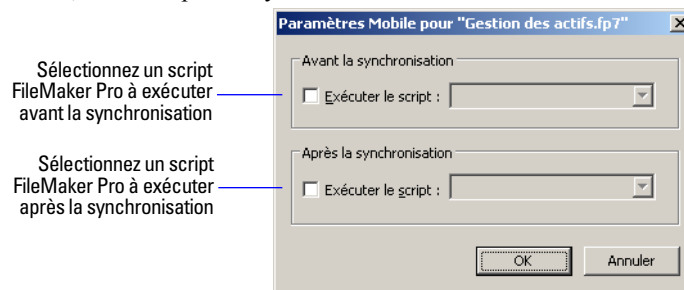 Paramètres Mobile pour "Gestion des actifs.fp7"
Sélectionnez un script
FileMaker Pro à exécuter
avant la synchronisation
Avant la synchronisation
Exécuter le script :
Sélectionnez un script
FileMaker Pro à exécuter
après la synchronisation
Après la synchronisation
Exécuter le script :
OK
Annuler